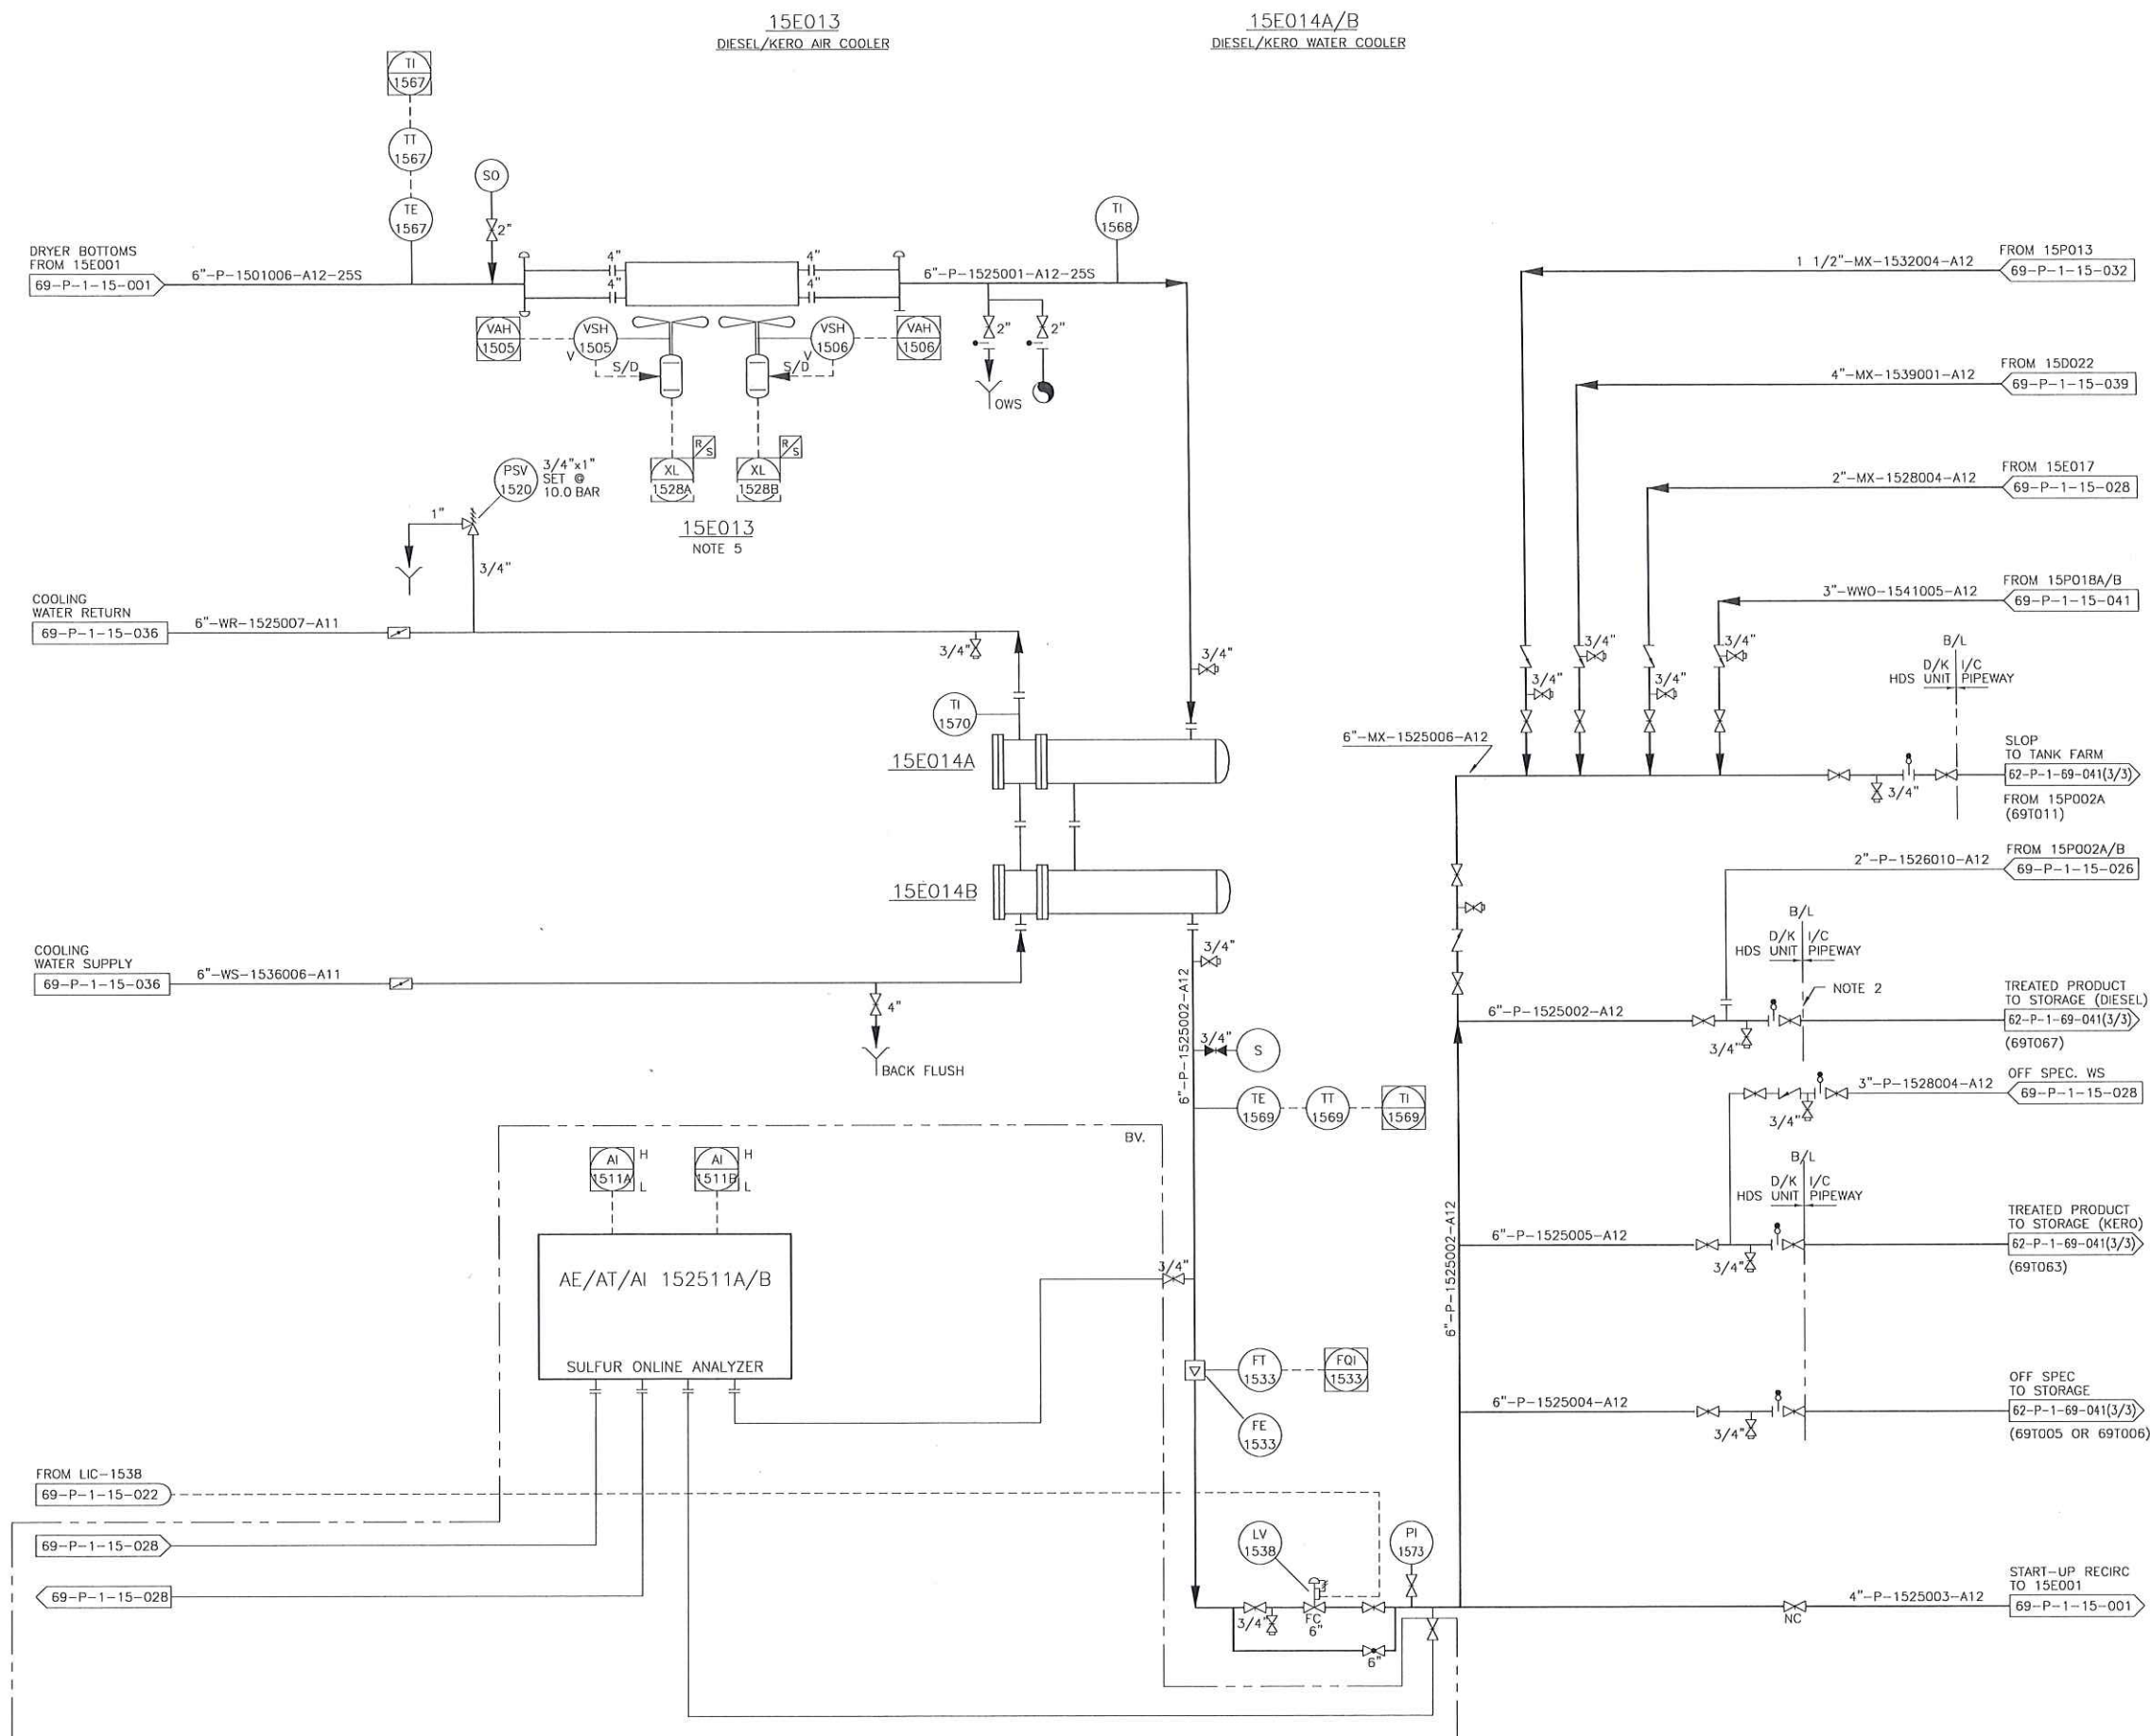 15E013
DIESEL/KERO AIR COOLER
15E014A/B
DIESEL/KERO WATER COOLER
TI
1567
TT
1567
TE
1567
SO
2"
TI
1568
DRYER BOTTOMS
FROM 15E001
69-P-1-15-001
6"-P-1501006-A12-25S
4"
4"
4"
4"
6"-P-1525001-A12-25S
VAH
1505
VSH
1505
V
S/D
VSH
1506
V
S/D
VAH
1506
2"
2"
OWS
XL
1528A
R/S
XL
1528B
R/S
15E013
NOTE 5
PSV
1520
3/4"x1"
SET @
10.0 BAR
1"
3/4"
COOLING
WATER RETURN
69-P-1-15-036
6"-WR-1525007-A11
3/4"
3/4"
TI
1570
15E014A
15E014B
COOLING
WATER SUPPLY
69-P-1-15-036
6"-WS-1536006-A11
4"
BACK FLUSH
3/4"
6"-P-1525002-A12
3/4"
S
TE
1569
TT
1569
TI
1569
BV.
AI
1511A
H
L
AI
1511B
H
L
AE/AT/AI 152511A/B
SULFUR ONLINE ANALYZER
3/4"
FT
1533
FQI
1533
FE
1533
FROM LIC-1538
69-P-1-15-022
69-P-1-15-028
69-P-1-15-028
LV
1538
PI
1573
3/4"
FC
6"
6"
1 1/2"-MX-1532004-A12
FROM 15P013
69-P-1-15-032
4"-MX-1539001-A12
FROM 15D022
69-P-1-15-039
2"-MX-1528004-A12
FROM 15E017
69-P-1-15-028
3"-WWO-1541005-A12
FROM 15P018A/B
69-P-1-15-041
3/4"
3/4"
3/4"
3/4"
B/L
D/K I/C
HDS UNIT PIPEWAY
6"-MX-1525006-A12
SLOP
TO TANK FARM
62-P-1-69-041(3/3)
FROM 15P002A
(69T011)
3/4"
2"-P-1526010-A12
FROM 15P002A/B
69-P-1-15-026
B/L
D/K I/C
HDS UNIT PIPEWAY
NOTE 2
6"-P-1525002-A12
3/4"
TREATED PRODUCT
TO STORAGE (DIESEL)
62-P-1-69-041(3/3)
(69T067)
3"-P-1528004-A12
OFF SPEC. WS
69-P-1-15-028
3/4"
B/L
D/K I/C
HDS UNIT PIPEWAY
6"-P-1525002-A12
6"-P-1525005-A12
3/4"
TREATED PRODUCT
TO STORAGE (KERO)
62-P-1-69-041(3/3)
(69T063)
6"-P-1525004-A12
3/4"
OFF SPEC
TO STORAGE
62-P-1-69-041(3/3)
(69T005 OR 69T006)
4"-P-1525003-A12
NC
START-UP RECIRC
TO 15E001
69-P-1-15-001